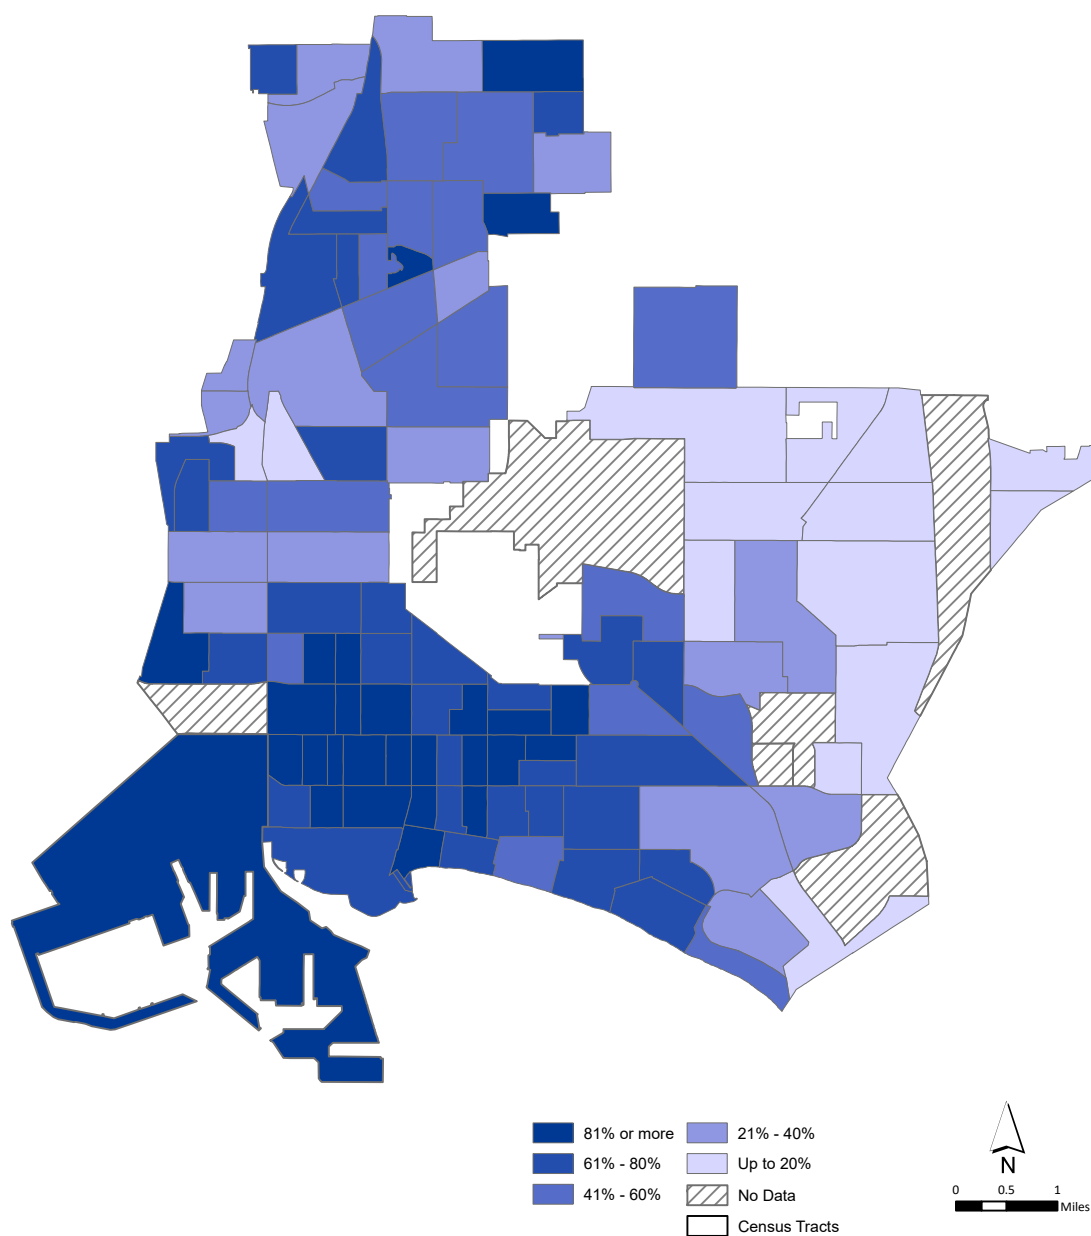 81% or more
61% - 80%
41% - 60%
21% - 40%
Up to 20%
No Data
Census Tracts
N
0 0.5 1
Miles